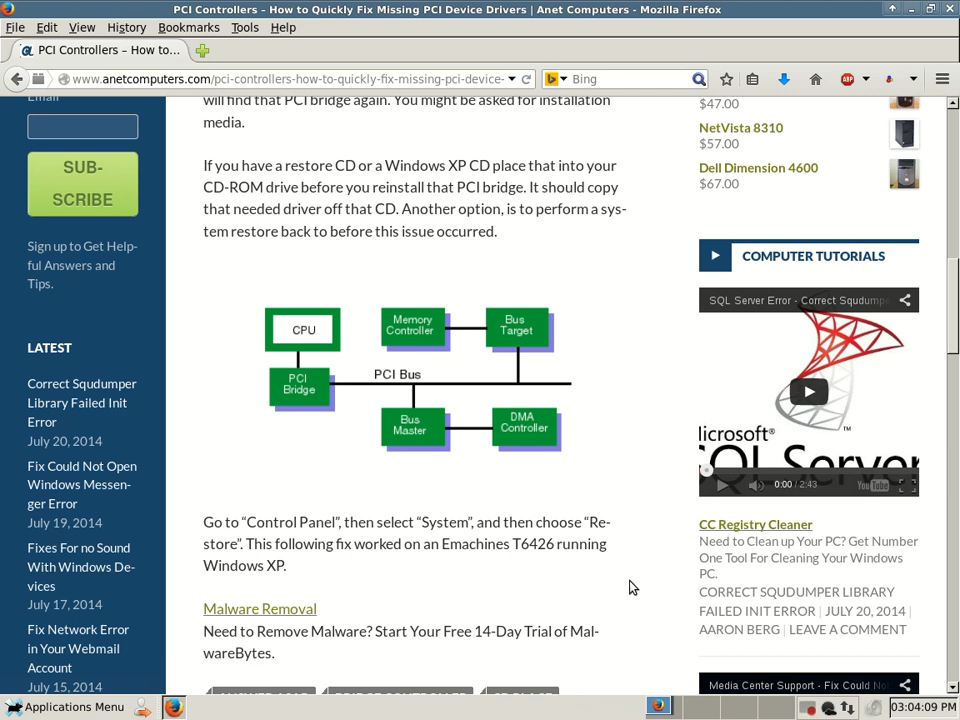 PCI Controllers – How to Quickly Fix Missing PCI Device Drivers | Anet Computers - Mozilla Firefox
File Edit View History Bookmarks Tools Help
PCI Controllers – How to...
www.anetcomputers.org/pci-controllers-how-to-quickly-fix-missing-pci-device-
Bing
ABP
Email
SUB-
SCRIBE
Sign up to Get Help-
ful Answers and
Tips.
LATEST
Correct Squdumper
Library Failed Init
Error
July 20, 2014
Fix Could Not Open
Windows Messen-
ger Error
July 19, 2014
Fixes For no Sound
With Windows De-
vices
July 17, 2014
Fix Network Error
in Your Webmail
Account
July 15, 2014
will find that PCI bridge again. You might be asked for installation
media.
If you have a restore CD or a Windows XP CD place that into your
CD-ROM drive before you reinstall that PCI bridge. It should copy
that needed driver off that CD. Another option, is to perform a sys-
tem restore back to before this issue occurred.
CPU
Memory
Controller
Bus
Target
PCI
Bridge
PCI Bus
Bus
Master
DMA
Controller
Go to “Control Panel”, then select “System”, and then choose “Re-
store”. This following fix worked on an Emachines T6426 running
Windows XP.
Malware Removal
Need to Remove Malware? Start Your Free 14-Day Trial of Mal-
wareBytes.
$47.00
NetVista 8310
$57.00
Dell Dimension 4600
$67.00
COMPUTER TUTORIALS
SQL Server Error - Correct Squdump
Microsoft®
SQL Server
™
0:00 / 2:43
YouTube
CC Registry Cleaner
Need to Clean up Your PC? Get Number
One Tool For Cleaning Your Windows
PC.
CORRECT SQUDUMPER LIBRARY
FAILED INIT ERROR | JULY 20, 2014 |
AARON BERG | LEAVE A COMMENT
Media Center Support - Fix Could No
Applications Menu
03:04:09 PM